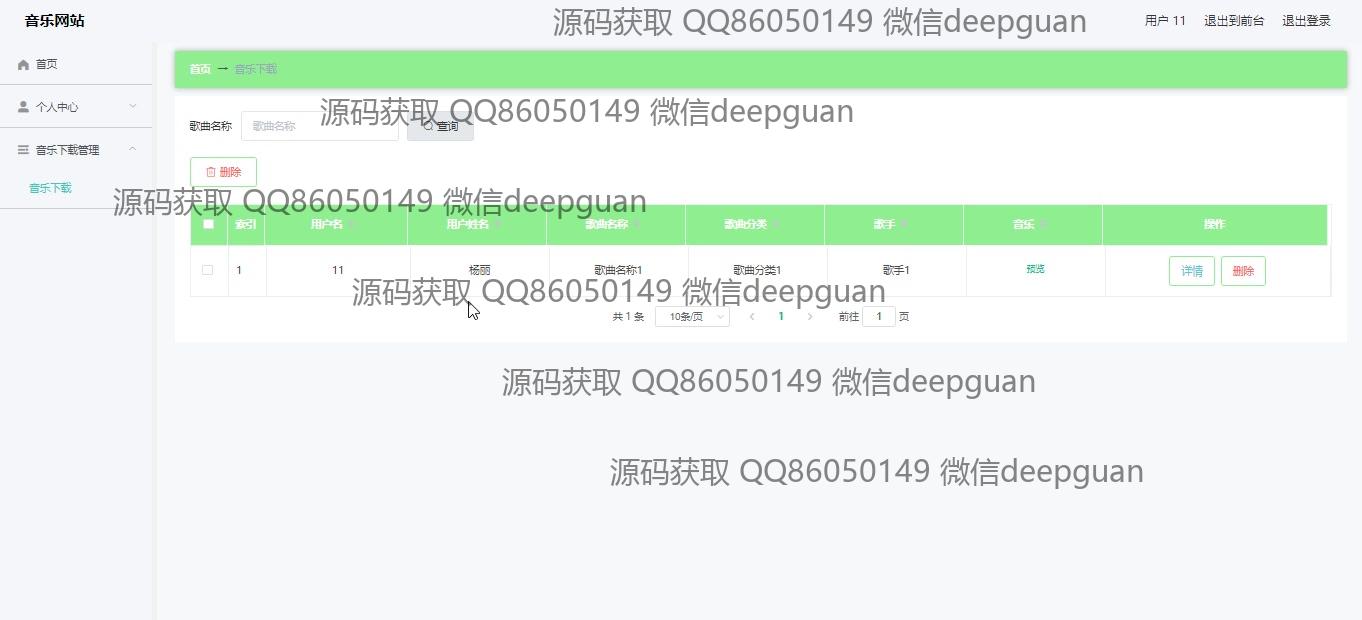 音乐网站
源码获取 QQ86050149 微信deepguan
用户 11 退出到前台 退出登录
首页
个人中心
音乐下载管理
音乐下载
首页 → 音乐下载
源码获取 QQ86050149 微信deepguan
歌曲名称 歌曲名称 查询
删除
源码获取 QQ86050149 微信deepguan
索引 用户名 用户姓名 歌曲名称 歌曲分类 歌手 音乐 操作
1 11 杨丽 歌曲名称1 歌曲分类1 歌手1 预览 详情 删除
源码获取 QQ86050149 微信deepguan
共 1 条 10条/页 1 前往 1 页
源码获取 QQ86050149 微信deepguan
源码获取 QQ86050149 微信deepguan